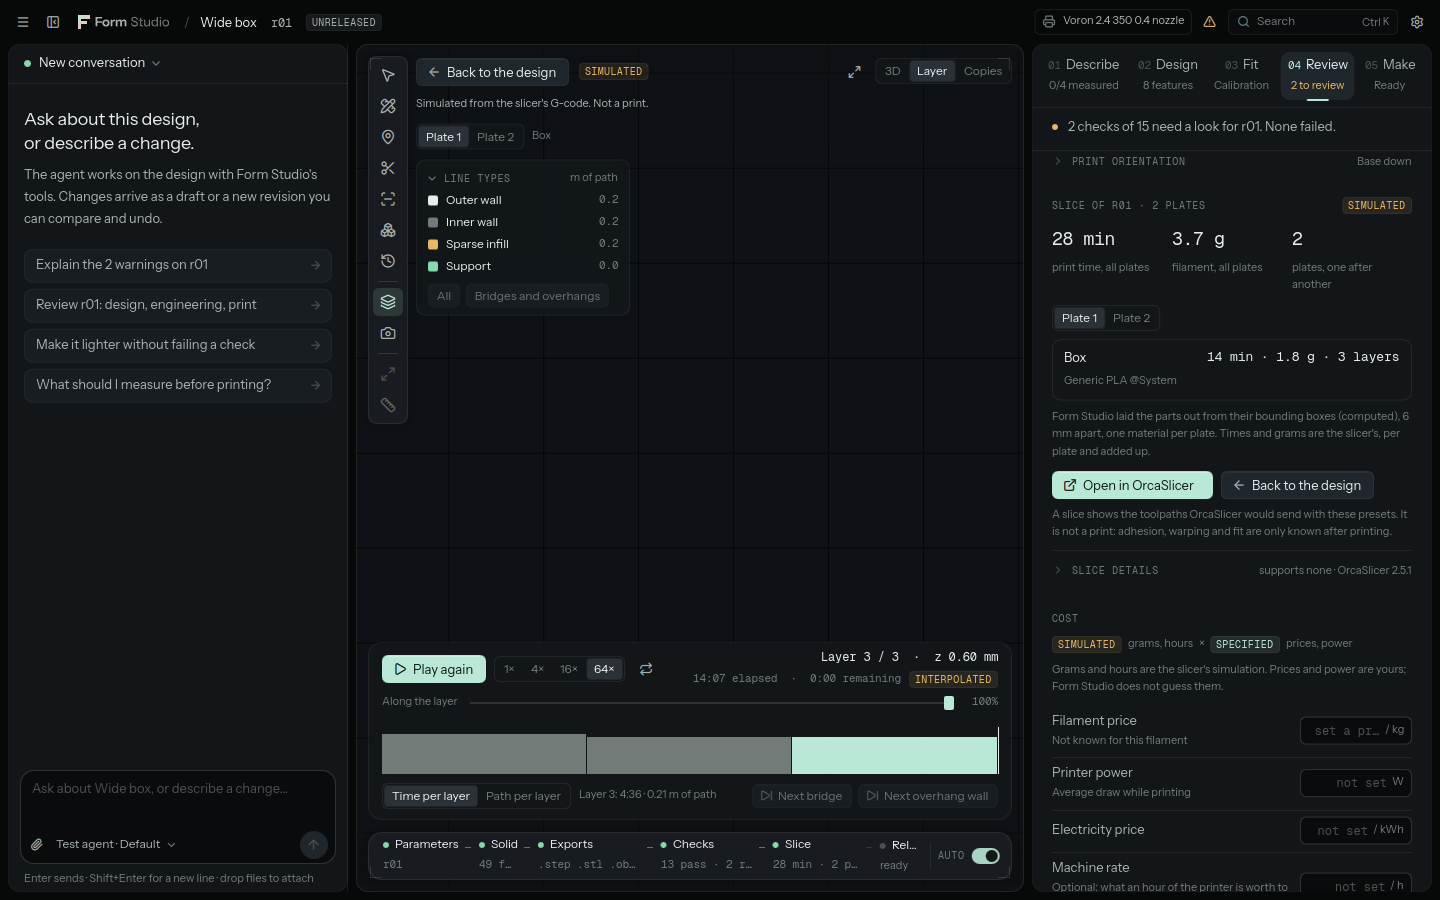 Form Studio / Wide box r01 UNRELEASED
Voron 2.4 350 0.4 nozzle
Search Ctrl K
New conversation
Ask about this design,
or describe a change.
The agent works on the design with Form Studio's
tools. Changes arrive as a draft or a new revision you
can compare and undo.
Explain the 2 warnings on r01
Review r01: design, engineering, print
Make it lighter without failing a check
What should I measure before printing?
Ask about Wide box, or describe a change...
Test agent · Default
Enter sends · Shift+Enter for a new line · drop files to attach
Back to the design SIMULATED
3D Layer Copies
Simulated from the slicer's G-code. Not a print.
Plate 1 Plate 2 Box
LINE TYPES m of path
Outer wall 0.2
Inner wall 0.2
Sparse infill 0.2
Support 0.0
All Bridges and overhangs
Play again 1× 4× 16× 64×
Layer 3 / 3 · z 0.60 mm
14:07 elapsed · 0:00 remaining INTERPOLATED
Along the layer 100%
Time per layer Path per layer Layer 3: 4:36 · 0.21 m of path Next bridge Next overhang wall
Parameters Solid Exports Checks Slice Rel...
r01 49 f... .step .stl .ob... 13 pass · 2 r... 28 min · 2 p... ready
AUTO
01 Describe 02 Design 03 Fit 04 Review 05 Make
0/4 measured 8 features Calibration 2 to review Ready
2 checks of 15 need a look for r01. None failed.
PRINT ORIENTATION Base down
SLICE OF R01 · 2 PLATES SIMULATED
28 min 3.7 g 2
print time, all plates filament, all plates plates, one after
another
Plate 1 Plate 2
Box 14 min · 1.8 g · 3 layers
Generic PLA @System
Form Studio laid the parts out from their bounding boxes (computed), 6
mm apart, one material per plate. Times and grams are the slicer's, per
plate and added up.
Open in OrcaSlicer Back to the design
A slice shows the toolpaths OrcaSlicer would send with these presets. It
is not a print: adhesion, warping and fit are only known after printing.
SLICE DETAILS supports none · OrcaSlicer 2.5.1
COST
SIMULATED grams, hours × SPECIFIED prices, power
Grams and hours are the slicer's simulation. Prices and power are yours;
Form Studio does not guess them.
Filament price set a pr... / kg
Not known for this filament
Printer power not set W
Average draw while printing
Electricity price not set / kWh
Machine rate not set / h
Optional: what an hour of the printer is worth to